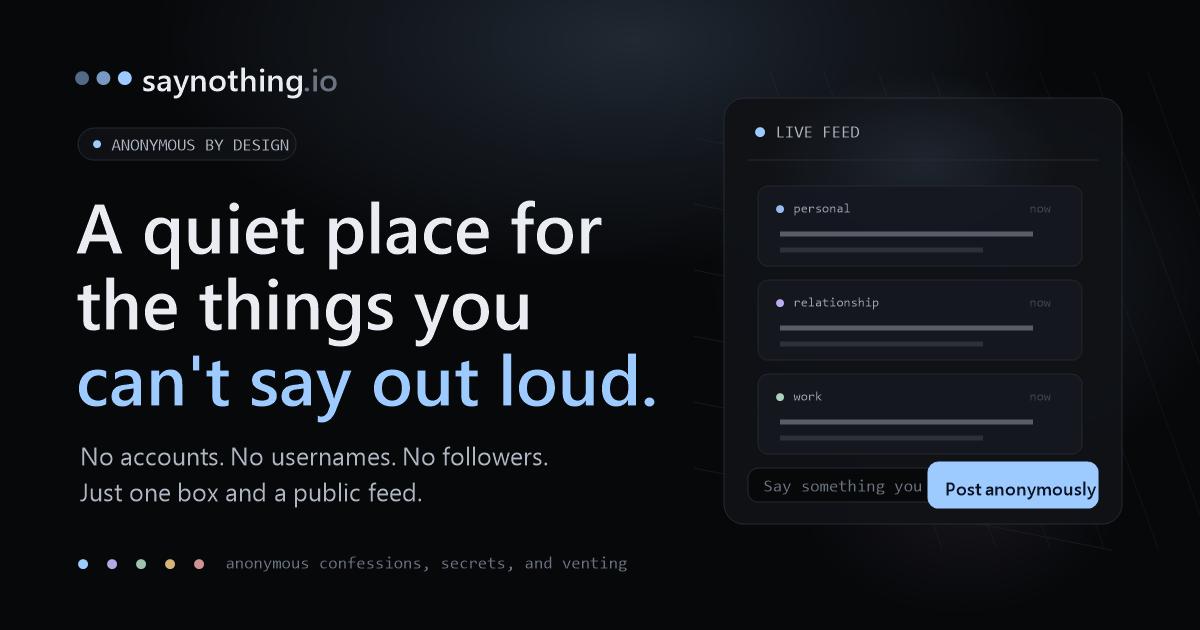 saynothing.io
ANONYMOUS BY DESIGN
A quiet place for
the things you
can't say out loud.
No accounts. No usernames. No followers.
Just one box and a public feed.
anonymous confessions, secrets, and venting
LIVE FEED
personal now
relationship now
work now
Say something you
Post anonymously